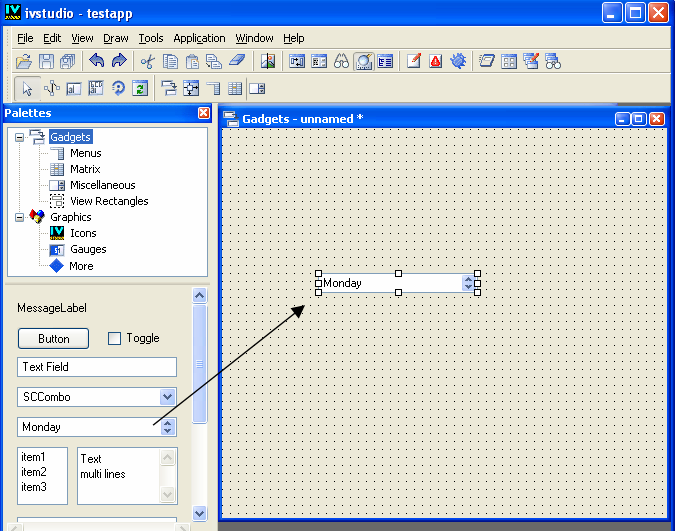 IV ivstudio - testapp
File Edit View Draw Tools Application Window Help
Palettes
Gadgets - unnamed *
Gadgets
Menus
Matrix
Miscellaneous
View Rectangles
Graphics
Icons
Gauges
More
Monday
MessageLabel
Button
Toggle
Text Field
SCCombo
Monday
item1
item2
item3
Text
multi lines